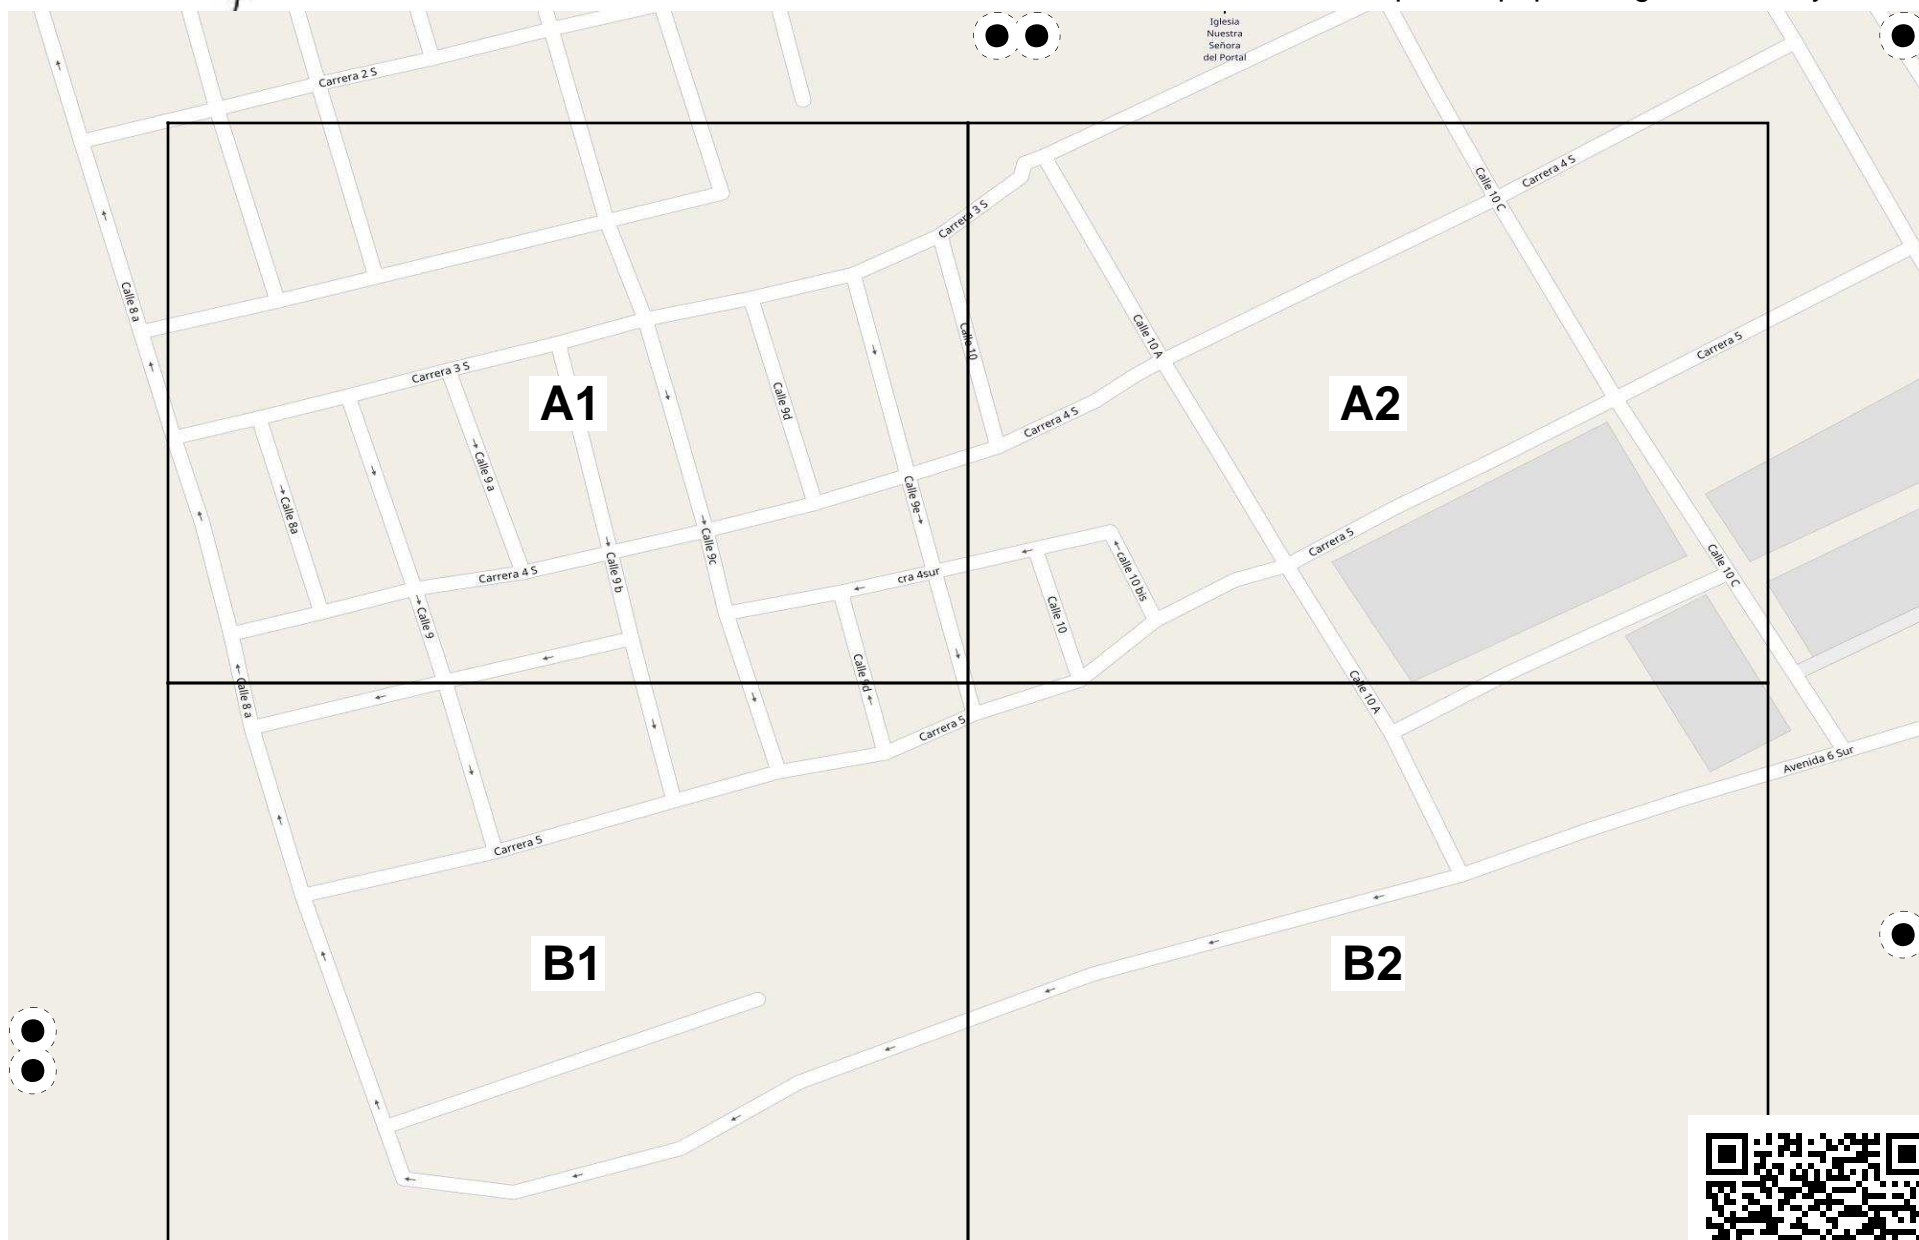 Iglesia
Nuestra
Señora
del Portal
Carrera 2 S
Carrera 4 S
Calle 10 C
Carrera 3 S
Calle 8 a
Calle 10 A
Calle 10
Carrera 5
Carrera 3 S
A1
A2
Calle 9d
Carrera 4 S
Calle 9 a
Calle 9e
Calle 8a
Calle 9c
Carrera 5
Calle 10 C
Carrera 4 S
Calle 9 b
cra 4sur
calle 10 bis
Calle 9
Calle 10
Calle 9d
Calle 8 a
Calle 10 A
Carrera 5
Avenida 6 Sur
Carrera 5
B1
B2